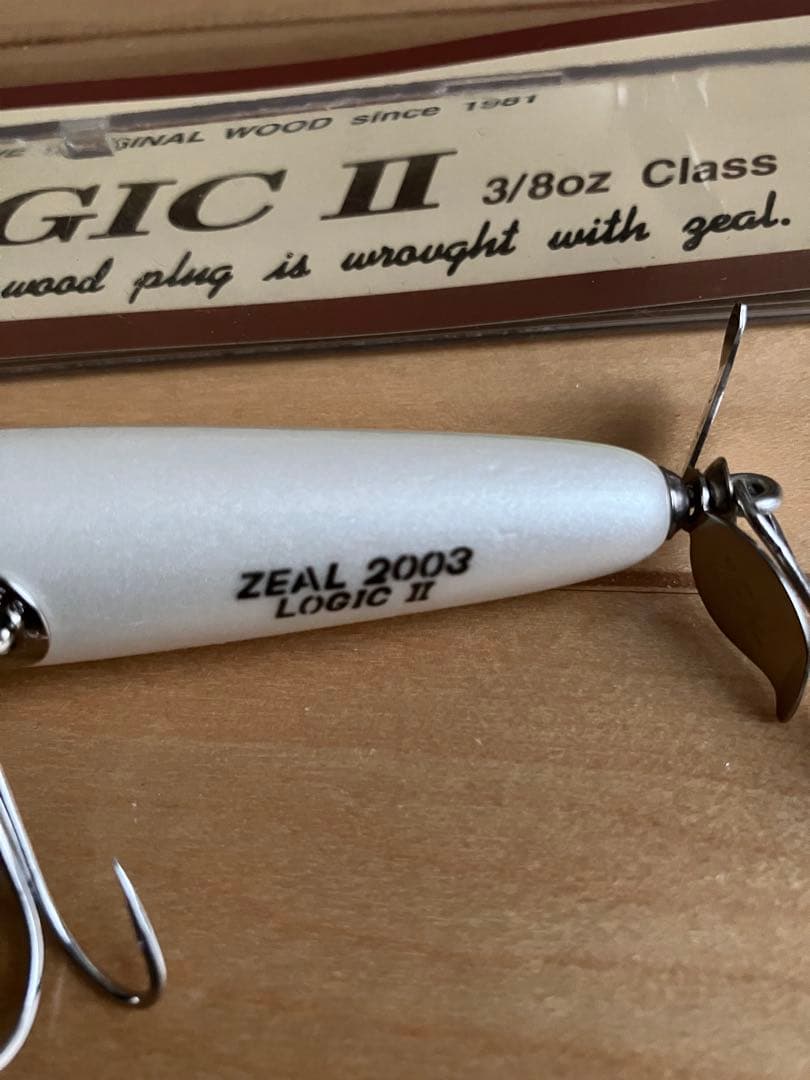 GINAL WOOD since 1981
GIC II 3/8oz Class
wood plug is wrought with zeal.
ZEAL 2003
LOGIC II